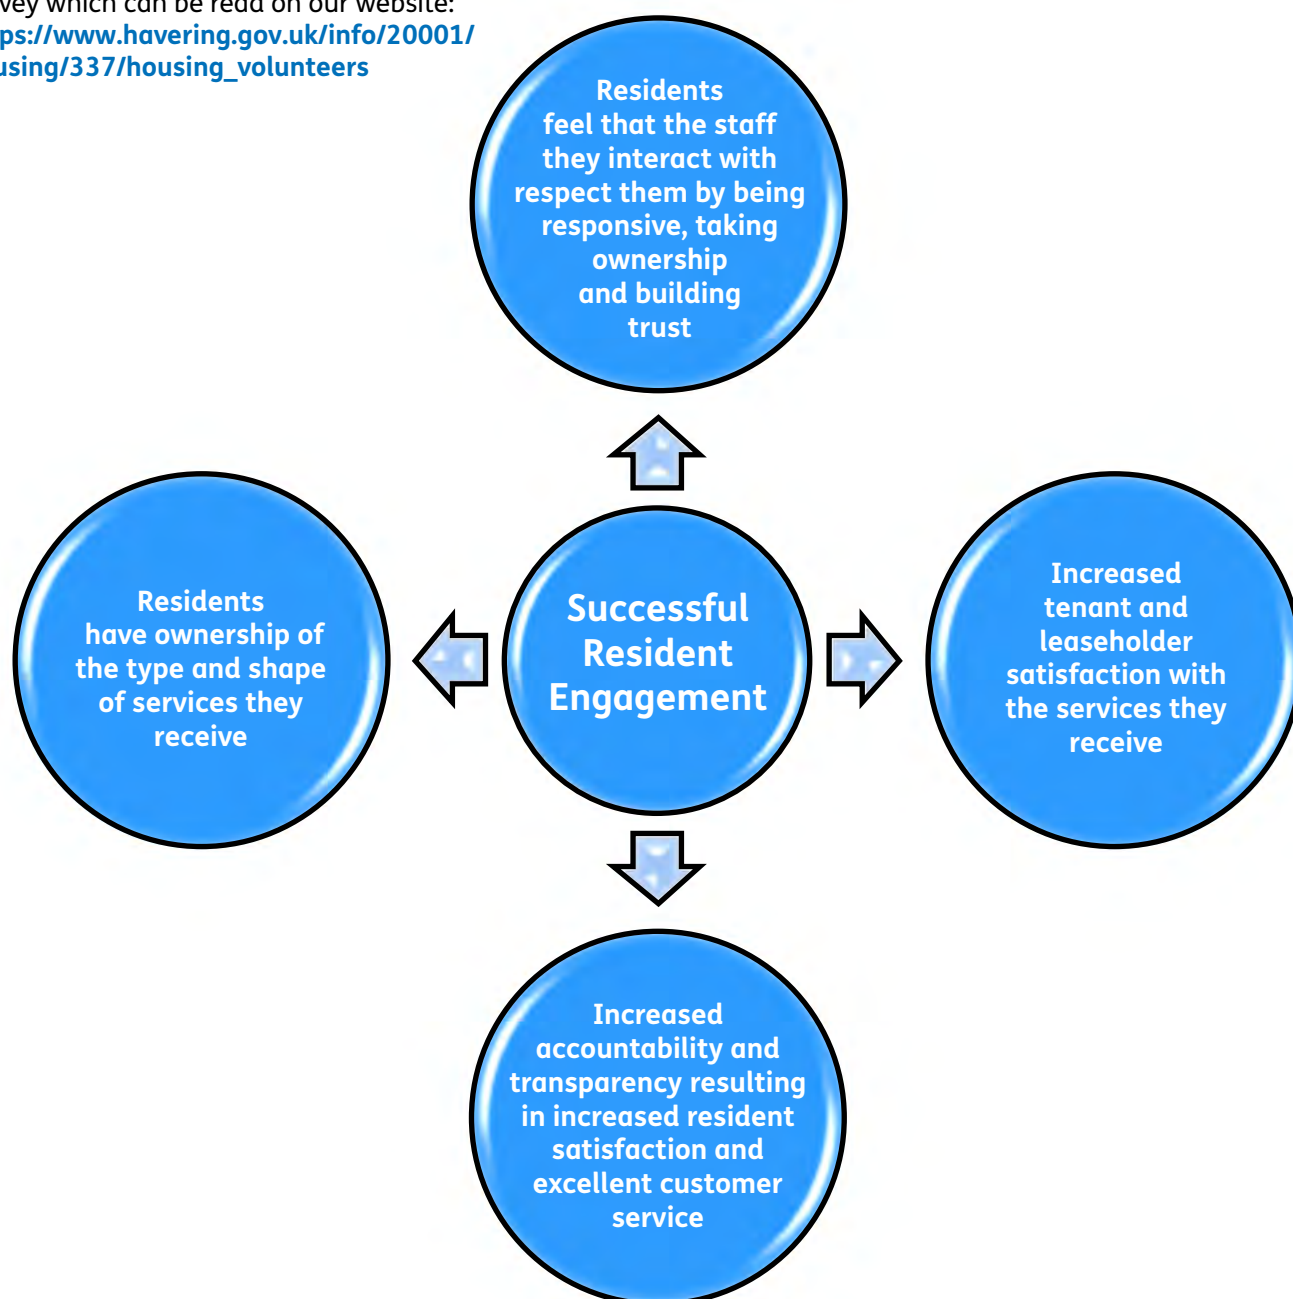 vey which can be read on our website:
ps://www.havering.gov.uk/info/20001/
using/337/housing_volunteers
Residents
feel that the staff
they interact with
respect them by being
responsive, taking
ownership
and building
trust
Residents
have ownership of
the type and shape
of services they
receive
Successful
Resident
Engagement
Increased
tenant and
leaseholder
satisfaction with
the services they
receive
Increased
accountability and
transparency resulting
in increased resident
satisfaction and
excellent customer
service